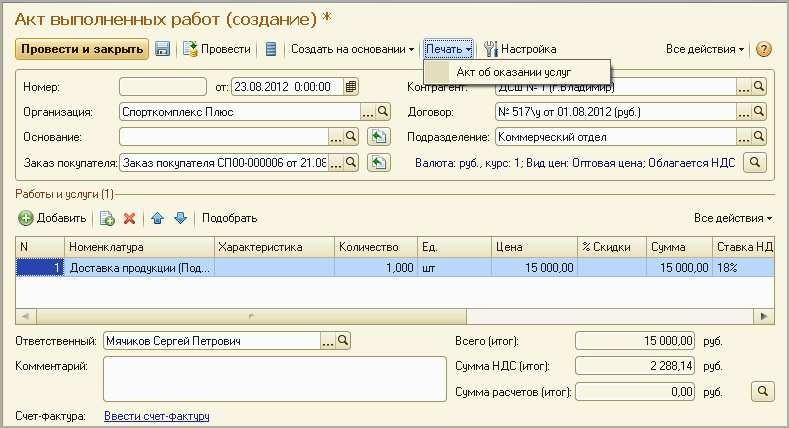 Акт выполненных работ (создание) *
Провести и закрыть Провести Создать на основании Печать Настройка Все действия ?
Акт об оказании услуг
Номер: от: 23.08.2012 0:00:00 Контрагент: ДСШ № 1 (г.Владимир)
Организация: Спорткомплекс Плюс ... Договор: № 517\у от 01.08.2012 (руб.) ...
Основание: ... Подразделение: Коммерческий отдел ...
Заказ покупателя: Заказ покупателя СП00-000006 от 21.08 ... Валюта: руб., курс: 1; Вид цен: Оптовая цена; Облагается НДС
Работы и услуги (1)
Добавить Подобрать Все действия
N Номенклатура Характеристика Количество Ед. Цена % Скидки Сумма Ставка НД
1 Доставка продукции (Под... 1,000 шт 15 000,00 15 000,00 18%
Ответственный: Мячиков Сергей Петрович ... Всего (итог): 15 000,00 руб.
Комментарий: Сумма НДС (итог): 2 288,14 руб.
Сумма расчетов (итог): 0,00 руб.
Счет-фактура: Ввести счет-фактуру